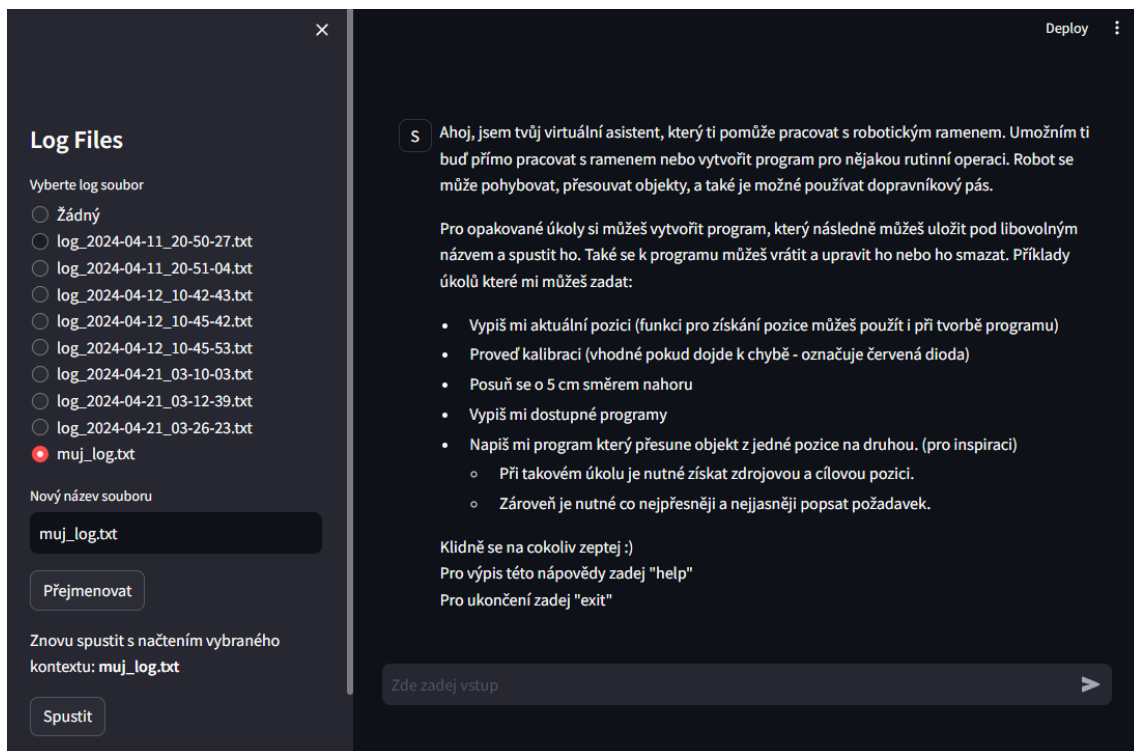 Deploy
Log Files
Vyberte log soubor
Žádný
log_2024-04-11_20-50-27.txt
log_2024-04-11_20-51-04.txt
log_2024-04-12_10-42-43.txt
log_2024-04-12_10-45-42.txt
log_2024-04-12_10-45-53.txt
log_2024-04-21_03-10-03.txt
log_2024-04-21_03-12-39.txt
log_2024-04-21_03-26-23.txt
muj_log.txt
Nový název souboru
muj_log.txt
Přejmenovat
Znovu spustit s načtením vybraného
kontextu: muj_log.txt
Spustit
S
Ahoj, jsem tvůj virtuální asistent, který ti pomůže pracovat s robotickým ramenem. Umožním ti
buď přímo pracovat s ramenem nebo vytvořit program pro nějakou rutinní operaci. Robot se
může pohybovat, přesouvat objekty, a také je možné používat dopravníkový pás.
Pro opakované úkoly si můžeš vytvořit program, který následně můžeš uložit pod libovolným
názvem a spustit ho. Také se k programu můžeš vrátit a upravit ho nebo ho smazat. Příklady
úkolů které mi můžeš zadat:
• Vypiš mi aktuální pozici (funkci pro získání pozice můžeš použít i při tvorbě programu)
• Proveď kalibraci (vhodné pokud dojde k chybě - označuje červená dioda)
• Posuň se o 5 cm směrem nahoru
• Vypiš mi dostupné programy
• Napiš mi program který přesune objekt z jedné pozice na druhou. (pro inspiraci)
◦ Při takovém úkolu je nutné získat zdrojovou a cílovou pozici.
◦ Zároveň je nutné co nejpřesněji a nejjasněji popsat požadavek.
Klidně se na cokoliv zeptej :)
Pro výpis této nápovědy zadej "help"
Pro ukončení zadej "exit"
Zde zadej vstup